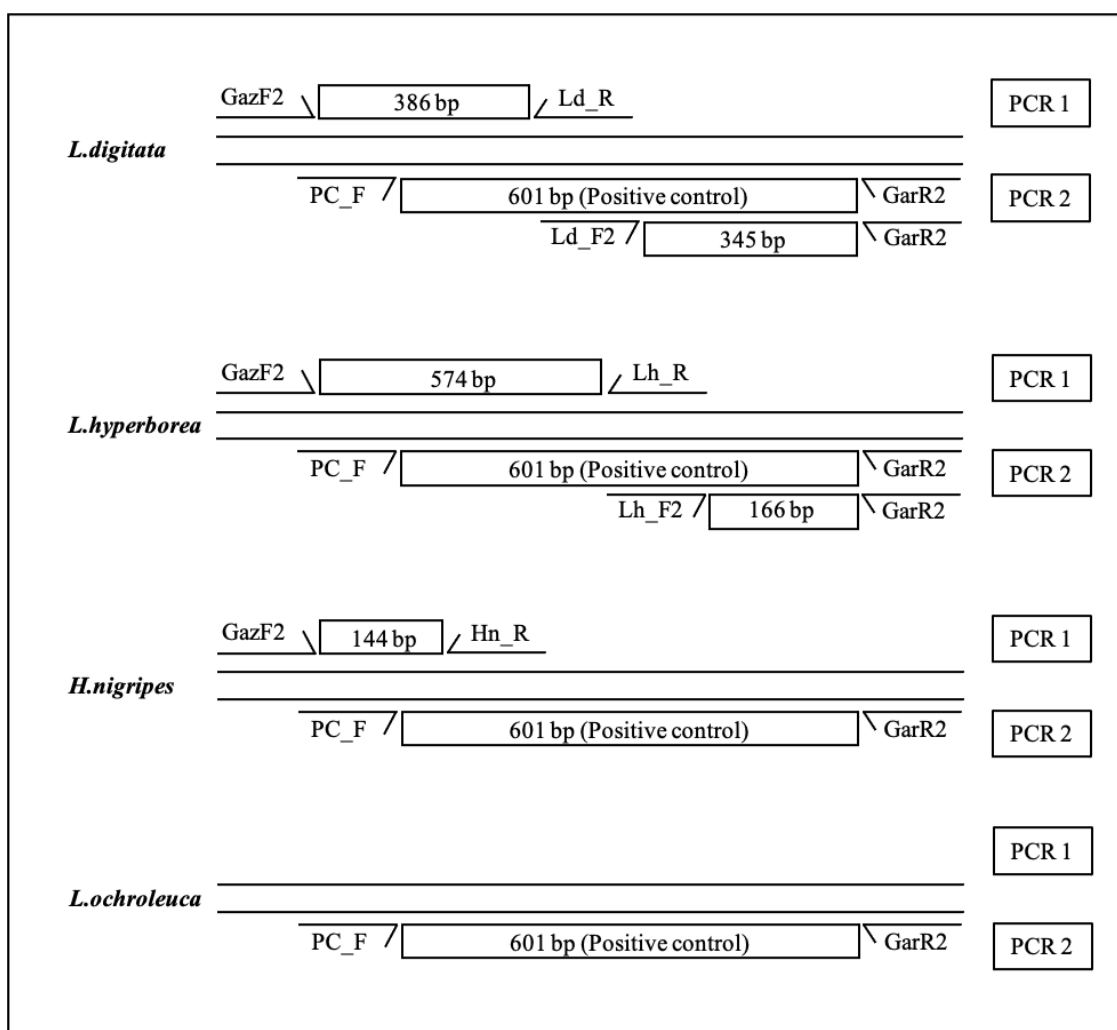 GazF2 386 bp Ld_R PCR 1
L.digitata
PC_F 601 bp (Positive control) GarR2 PCR 2
Ld_F2 345 bp GarR2
GazF2 574 bp Lh_R PCR 1
L.hyperborea
PC_F 601 bp (Positive control) GarR2 PCR 2
Lh_F2 166 bp GarR2
GazF2 144 bp Hn_R PCR 1
H.nigripes
PC_F 601 bp (Positive control) GarR2 PCR 2
PCR 1
L.ochroleuca
PC_F 601 bp (Positive control) GarR2 PCR 2